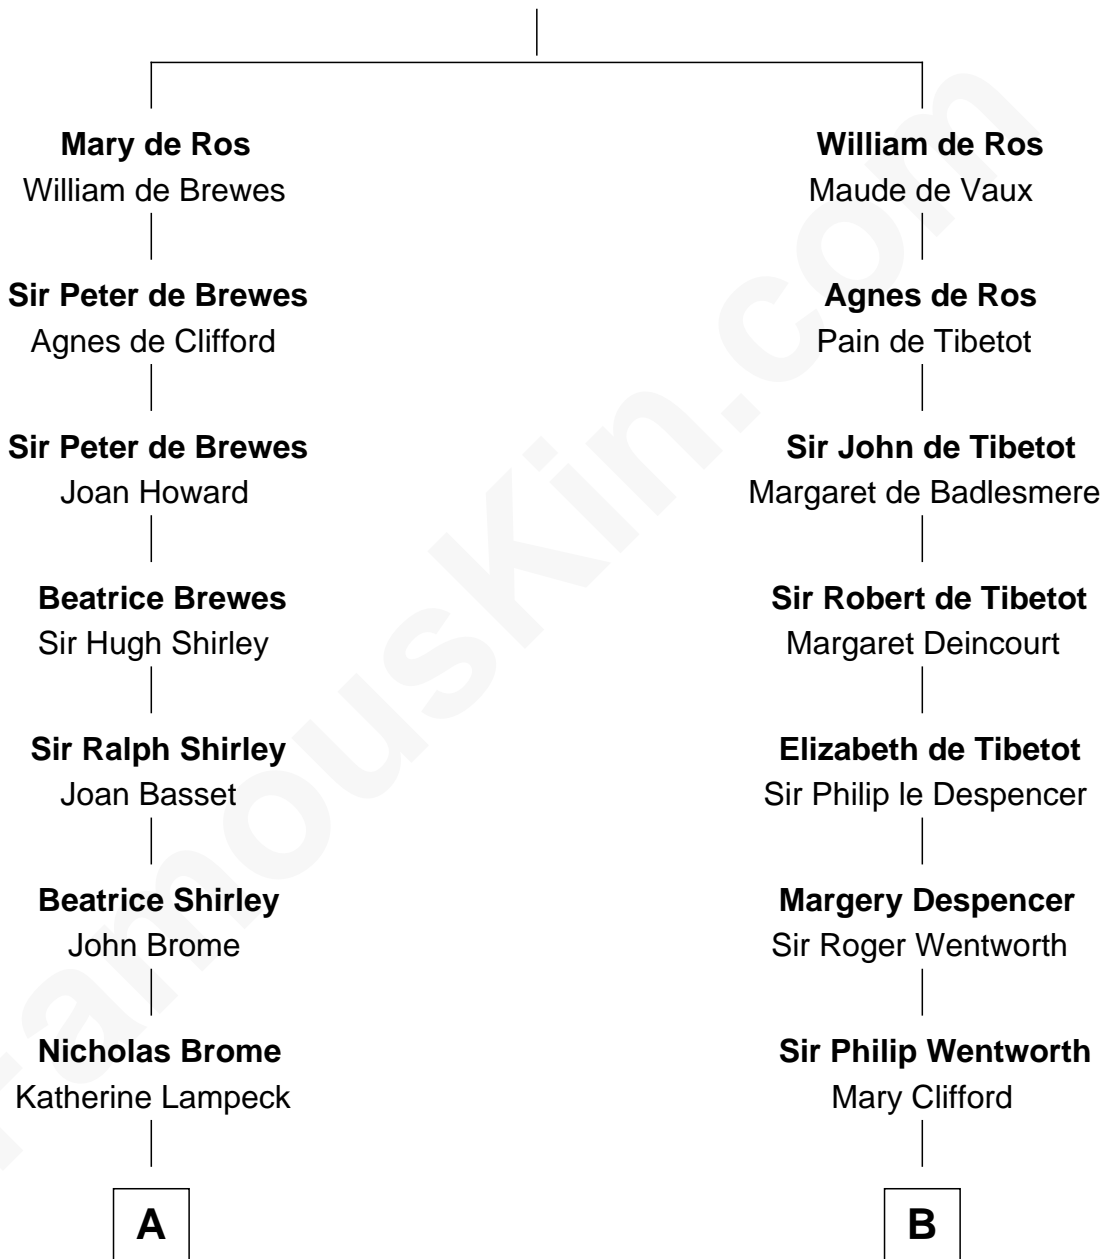 Mary de Ros
William de Brewes
Sir Peter de Brewes
Agnes de Clifford
Sir Peter de Brewes
Joan Howard
Beatrice Brewes
Sir Hugh Shirley
Sir Ralph Shirley
Joan Basset
Beatrice Shirley
John Brome
Nicholas Brome
Katherine Lampeck
A
William de Ros
Maude de Vaux
Agnes de Ros
Pain de Tibetot
Sir John de Tibetot
Margaret de Badlesmere
Sir Robert de Tibetot
Margaret Deincourt
Elizabeth de Tibetot
Sir Philip le Despencer
Margery Despencer
Sir Roger Wentworth
Sir Philip Wentworth
Mary Clifford
B
FamousKin.com